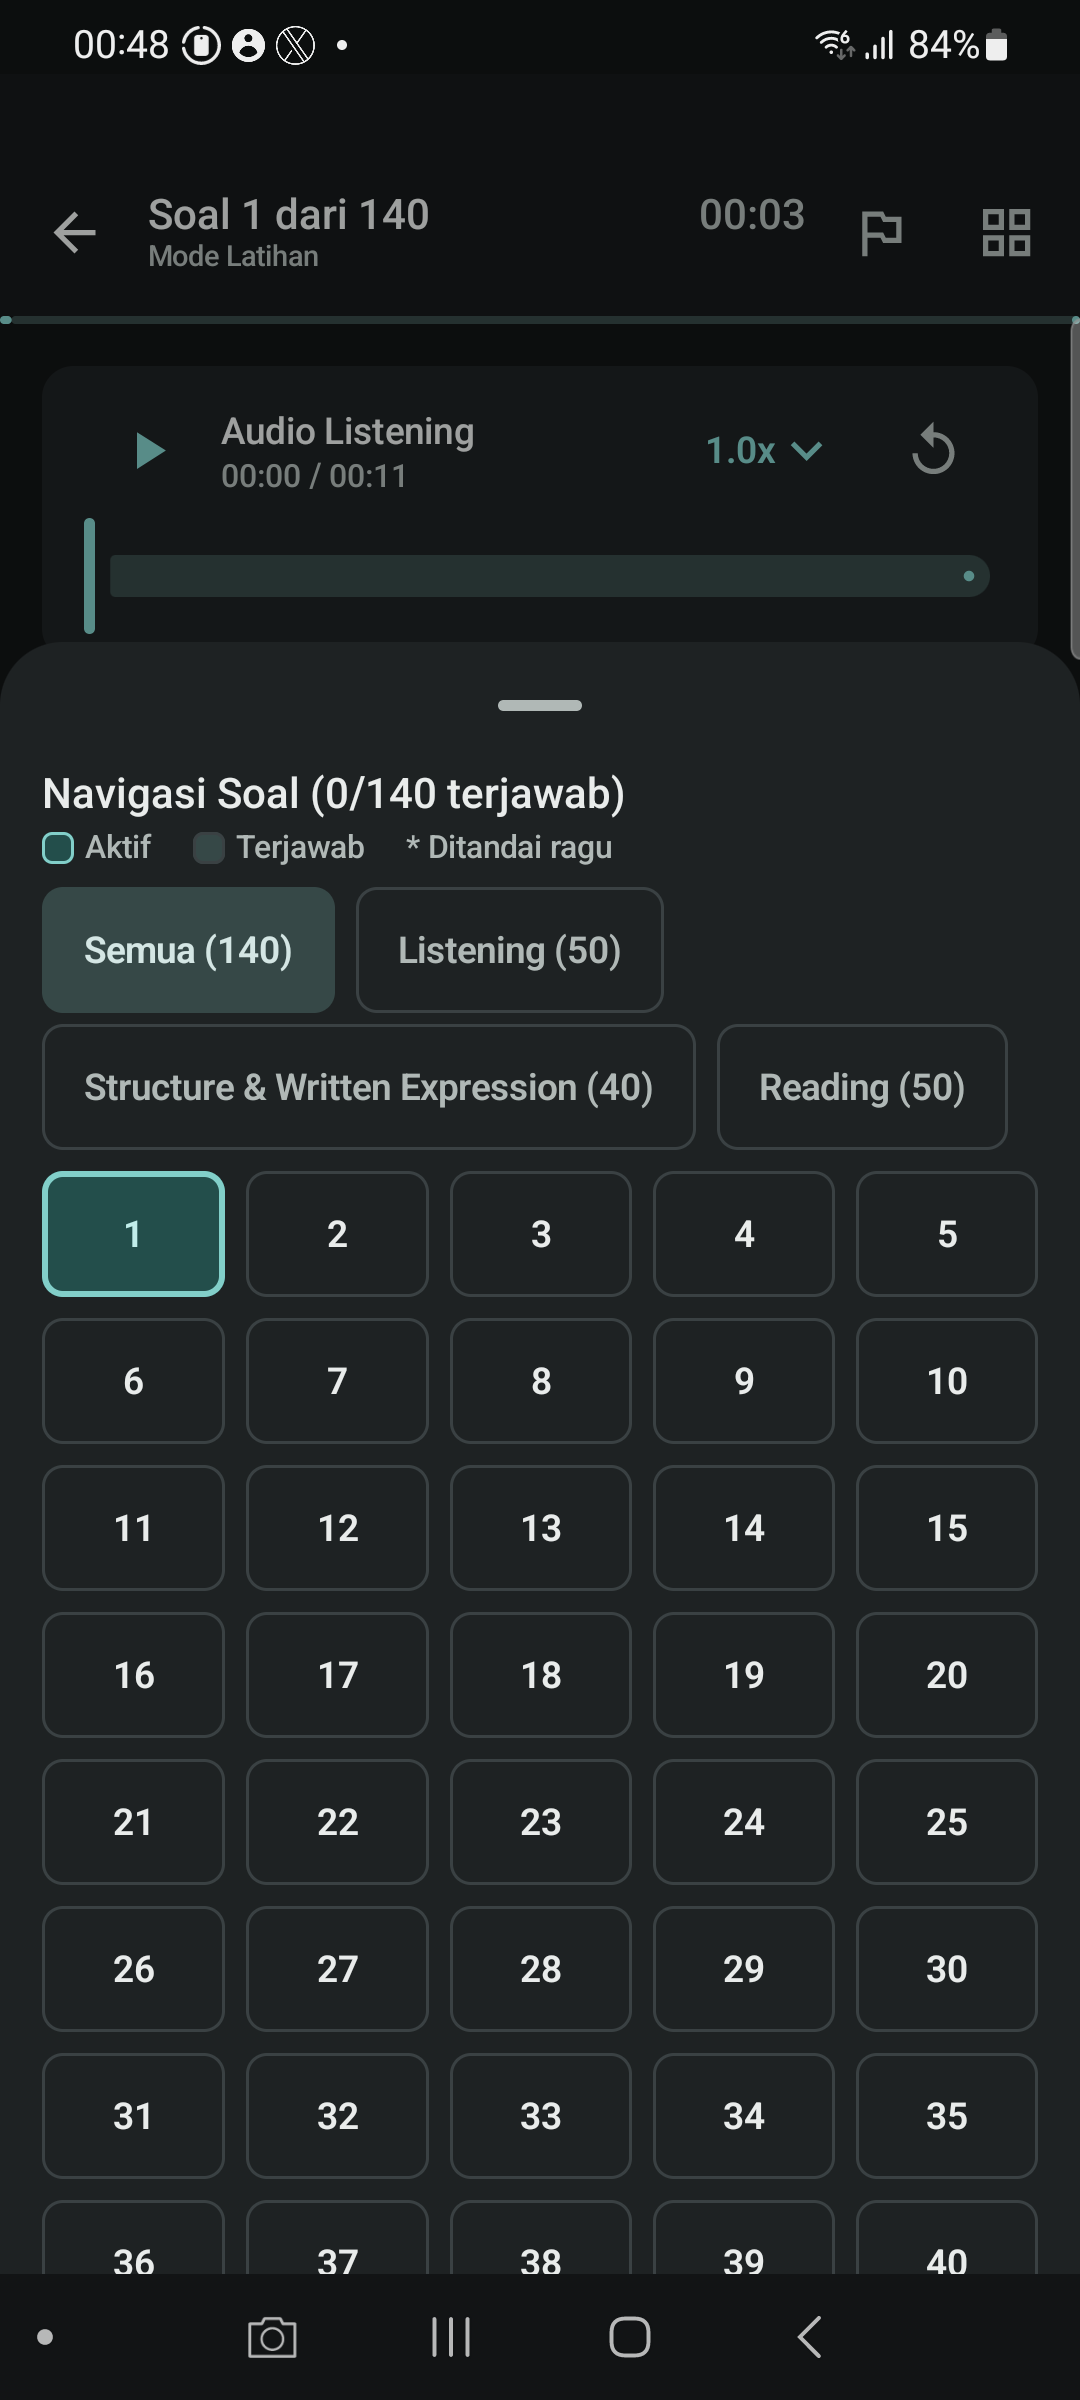 00:48
84%
Soal 1 dari 140
00:03
Mode Latihan
Audio Listening
1.0x
00:00 / 00:11
Navigasi Soal (0/140 terjawab)
Aktif Terjawab * Ditandai ragu
Semua (140) Listening (50)
Structure & Written Expression (40) Reading (50)
1 2 3 4 5
6 7 8 9 10
11 12 13 14 15
16 17 18 19 20
21 22 23 24 25
26 27 28 29 30
31 32 33 34 35
36 37 38 39 40